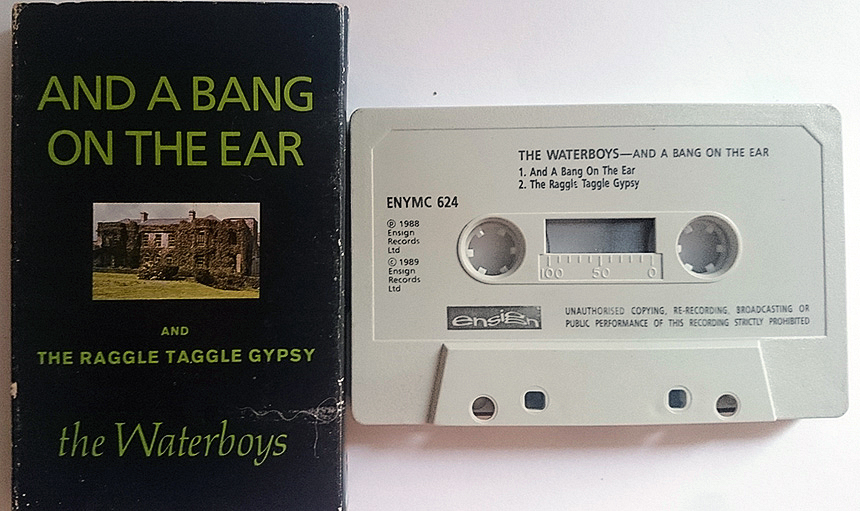 AND A BANG
ON THE EAR
AND
THE RAGGLE TAGGLE GYPSY
the Waterboys
THE WATERBOYS—AND A BANG ON THE EAR
1. And A Bang On The Ear
2. The Raggle Taggle Gypsy
ENYMC 624
℗ 1988
Ensign
Records
Ltd
© 1989
Ensign
Records
Ltd
100 50 0
ensign
UNAUTHORISED COPYING, RE-RECORDING, BROADCASTING OR
PUBLIC PERFORMANCE OF THIS RECORDING STRICTLY PROHIBITED